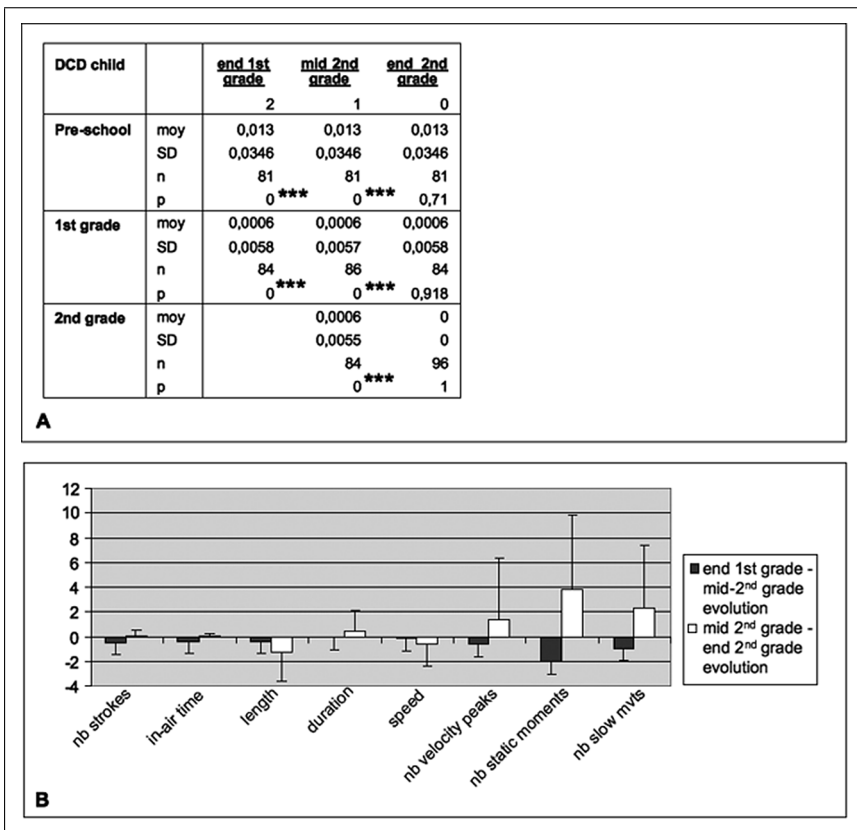 DCD child end 1st grade mid 2nd grade end 2nd grade
2 1 0
Pre-school moy 0,013 0,013 0,013
SD 0,0346 0,0346 0,0346
n 81 81 81
p 0 *** 0 *** 0,71
1st grade moy 0,0006 0,0006 0,0006
SD 0,0058 0,0057 0,0058
n 84 86 84
p 0 *** 0 *** 0,918
2nd grade moy 0,0006 0
SD 0,0055 0
n 84 96
p 0 *** 1
A
12
10
8
6
4
2
0
-2
-4
nb strokes
in-air time
length
duration
speed
nb velocity peaks
nb static moments
nb slow mvts
end 1st grade -
mid-2nd grade
evolution
mid 2nd grade -
end 2nd grade
evolution
B